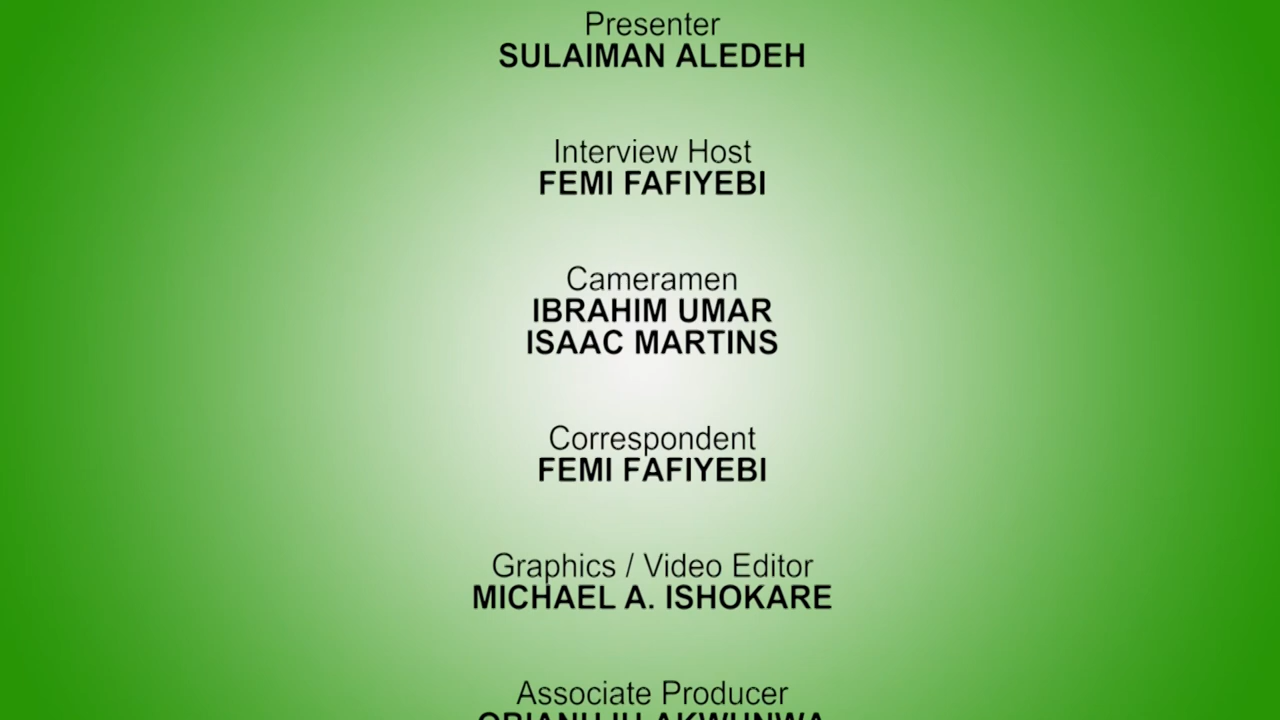 Presenter
SULAIMAN ALEDEH
Interview Host
FEMI FAFIYEBI
Cameramen
IBRAHIM UMAR
ISAAC MARTINS
Correspondent
FEMI FAFIYEBI
Graphics / Video Editor
MICHAEL A. ISHOKARE
Associate Producer